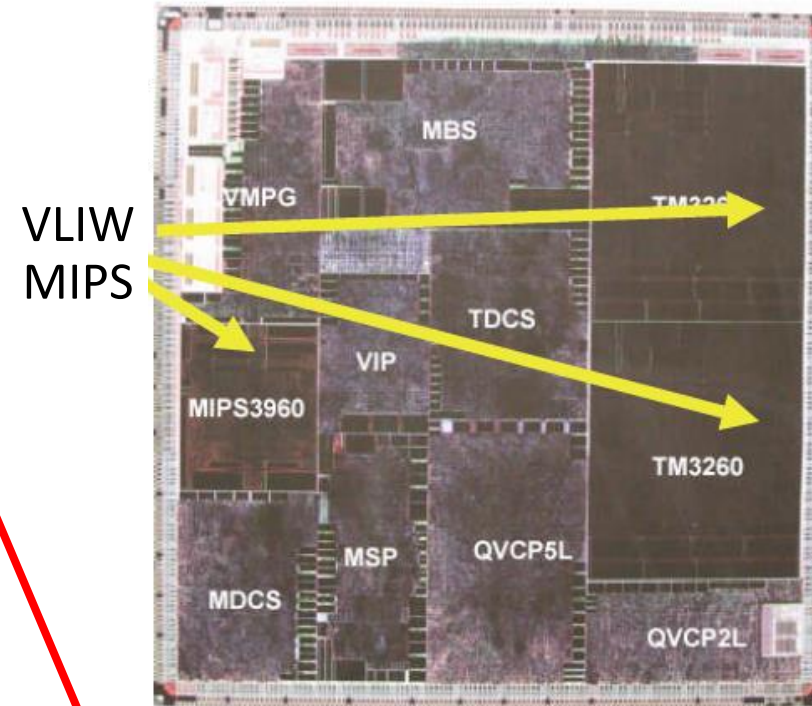 VLIW
MIPS
MBS
VMPG
TDCS
VIP
MIPS3960
TM3260
MSP
QVCP5L
MDCS
QVCP2L